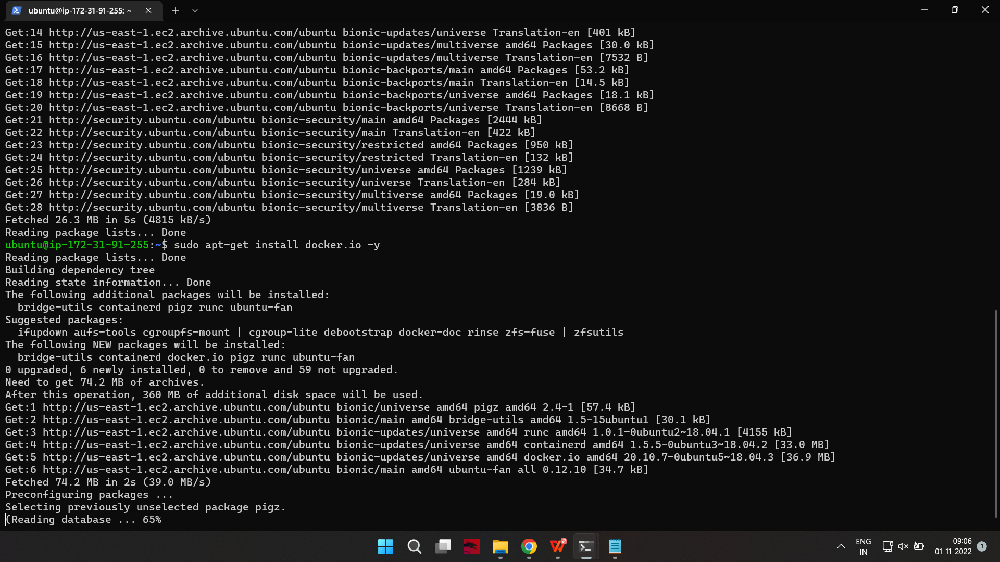 ubuntu@ip-172-31-91-255: ~
Get:14 http://us-east-1.ec2.archive.ubuntu.com/ubuntu bionic-updates/universe Translation-en [401 kB]
Get:15 http://us-east-1.ec2.archive.ubuntu.com/ubuntu bionic-updates/multiverse amd64 Packages [30.0 kB]
Get:16 http://us-east-1.ec2.archive.ubuntu.com/ubuntu bionic-updates/multiverse Translation-en [7532 B]
Get:17 http://us-east-1.ec2.archive.ubuntu.com/ubuntu bionic-backports/main amd64 Packages [53.2 kB]
Get:18 http://us-east-1.ec2.archive.ubuntu.com/ubuntu bionic-backports/main Translation-en [14.5 kB]
Get:19 http://us-east-1.ec2.archive.ubuntu.com/ubuntu bionic-backports/universe amd64 Packages [18.1 kB]
Get:20 http://us-east-1.ec2.archive.ubuntu.com/ubuntu bionic-backports/universe Translation-en [8668 B]
Get:21 http://security.ubuntu.com/ubuntu bionic-security/main amd64 Packages [2444 kB]
Get:22 http://security.ubuntu.com/ubuntu bionic-security/main Translation-en [422 kB]
Get:23 http://security.ubuntu.com/ubuntu bionic-security/restricted amd64 Packages [950 kB]
Get:24 http://security.ubuntu.com/ubuntu bionic-security/restricted Translation-en [132 kB]
Get:25 http://security.ubuntu.com/ubuntu bionic-security/universe amd64 Packages [1239 kB]
Get:26 http://security.ubuntu.com/ubuntu bionic-security/universe Translation-en [284 kB]
Get:27 http://security.ubuntu.com/ubuntu bionic-security/multiverse amd64 Packages [19.0 kB]
Get:28 http://security.ubuntu.com/ubuntu bionic-security/multiverse Translation-en [3836 B]
Fetched 26.3 MB in 5s (4815 kB/s)
Reading package lists... Done
ubuntu@ip-172-31-91-255:~$ sudo apt-get install docker.io -y
Reading package lists... Done
Building dependency tree
Reading state information... Done
The following additional packages will be installed:
  bridge-utils containerd pigz runc ubuntu-fan
Suggested packages:
  ifupdown aufs-tools cgroupfs-mount | cgroup-lite debootstrap docker-doc rinse zfs-fuse | zfsutils
The following NEW packages will be installed:
  bridge-utils containerd docker.io pigz runc ubuntu-fan
0 upgraded, 6 newly installed, 0 to remove and 59 not upgraded.
Need to get 74.2 MB of archives.
After this operation, 360 MB of additional disk space will be used.
Get:1 http://us-east-1.ec2.archive.ubuntu.com/ubuntu bionic/universe amd64 pigz amd64 2.4-1 [57.4 kB]
Get:2 http://us-east-1.ec2.archive.ubuntu.com/ubuntu bionic/main amd64 bridge-utils amd64 1.5-15ubuntu1 [30.1 kB]
Get:3 http://us-east-1.ec2.archive.ubuntu.com/ubuntu bionic-updates/universe amd64 runc amd64 1.0.1-0ubuntu2~18.04.1 [4155 kB]
Get:4 http://us-east-1.ec2.archive.ubuntu.com/ubuntu bionic-updates/universe amd64 containerd amd64 1.5.5-0ubuntu3~18.04.2 [33.0 MB]
Get:5 http://us-east-1.ec2.archive.ubuntu.com/ubuntu bionic-updates/universe amd64 docker.io amd64 20.10.7-0ubuntu5~18.04.3 [36.9 MB]
Get:6 http://us-east-1.ec2.archive.ubuntu.com/ubuntu bionic/main amd64 ubuntu-fan all 0.12.10 [34.7 kB]
Fetched 74.2 MB in 2s (39.0 MB/s)
Preconfiguring packages ...
Selecting previously unselected package pigz.
(Reading database ... 65%
ENG
IN
09:06
01-11-2022
1